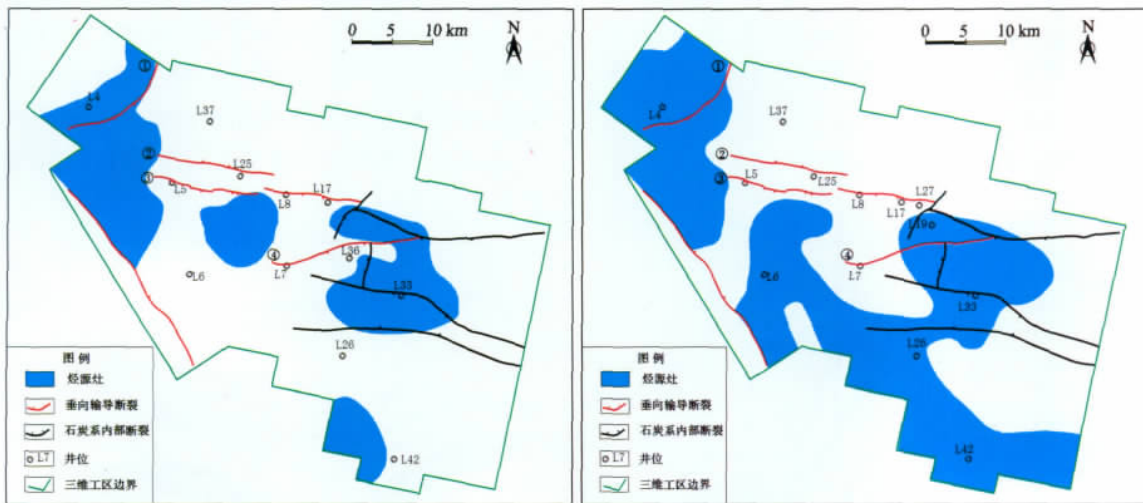 0 5 10 km
N
①
L4
L37
②
L25
③
L5
L8
L17
④
L36
L7
L6
L33
L26
L42
图 例
烃源灶
垂向输导断裂
石炭系内部断裂
L7 井位
三维工区边界
0 5 10 km
N
①
L4
L37
②
L25
③
L5
L8
L17
L27
L19
④
L7
L6
L33
L26
L42
图 例
烃源灶
垂向输导断裂
石炭系内部断裂
L7 井位
三维工区边界